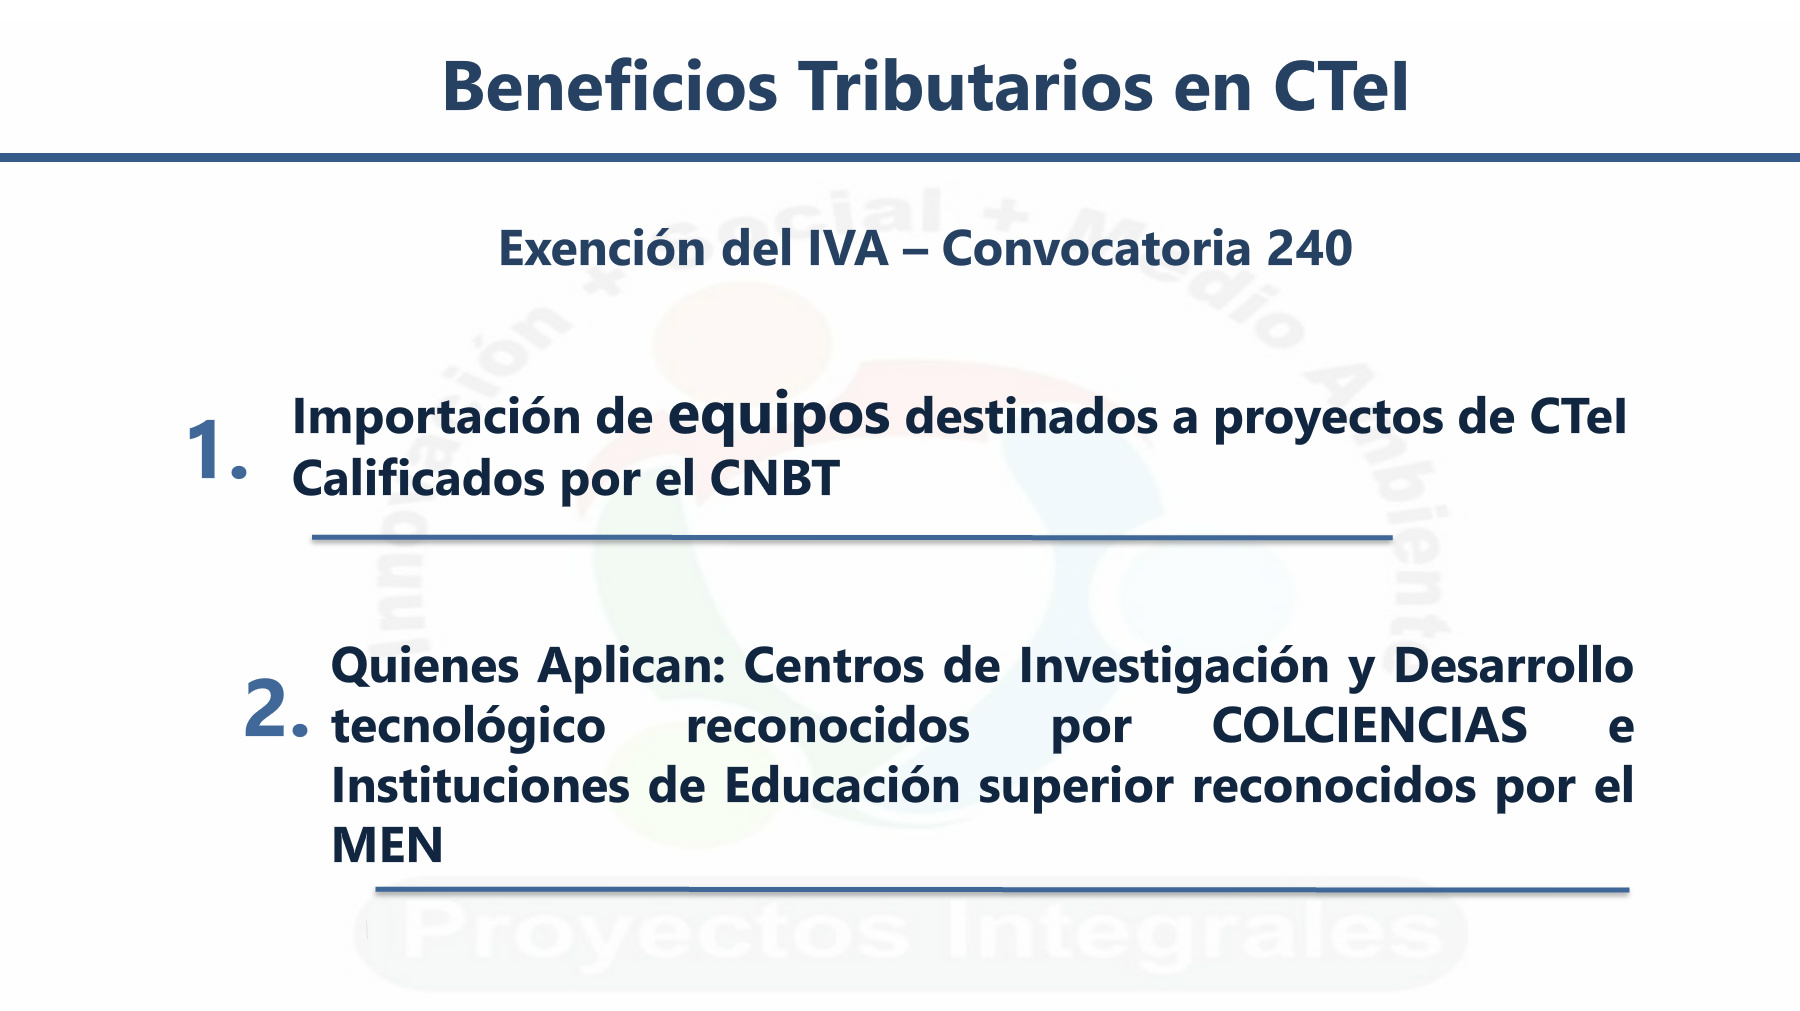 Beneficios Tributarios en CTeI
Exención del IVA – Convocatoria 240
1.
Importación de equipos destinados a proyectos de CTeI
Calificados por el CNBT
2.
Quienes Aplican: Centros de Investigación y Desarrollo
tecnológico reconocidos por COLCIENCIAS e
Instituciones de Educación superior reconocidos por el
MEN
Innovación + Social + Medio Ambiente
Proyectos Integrales